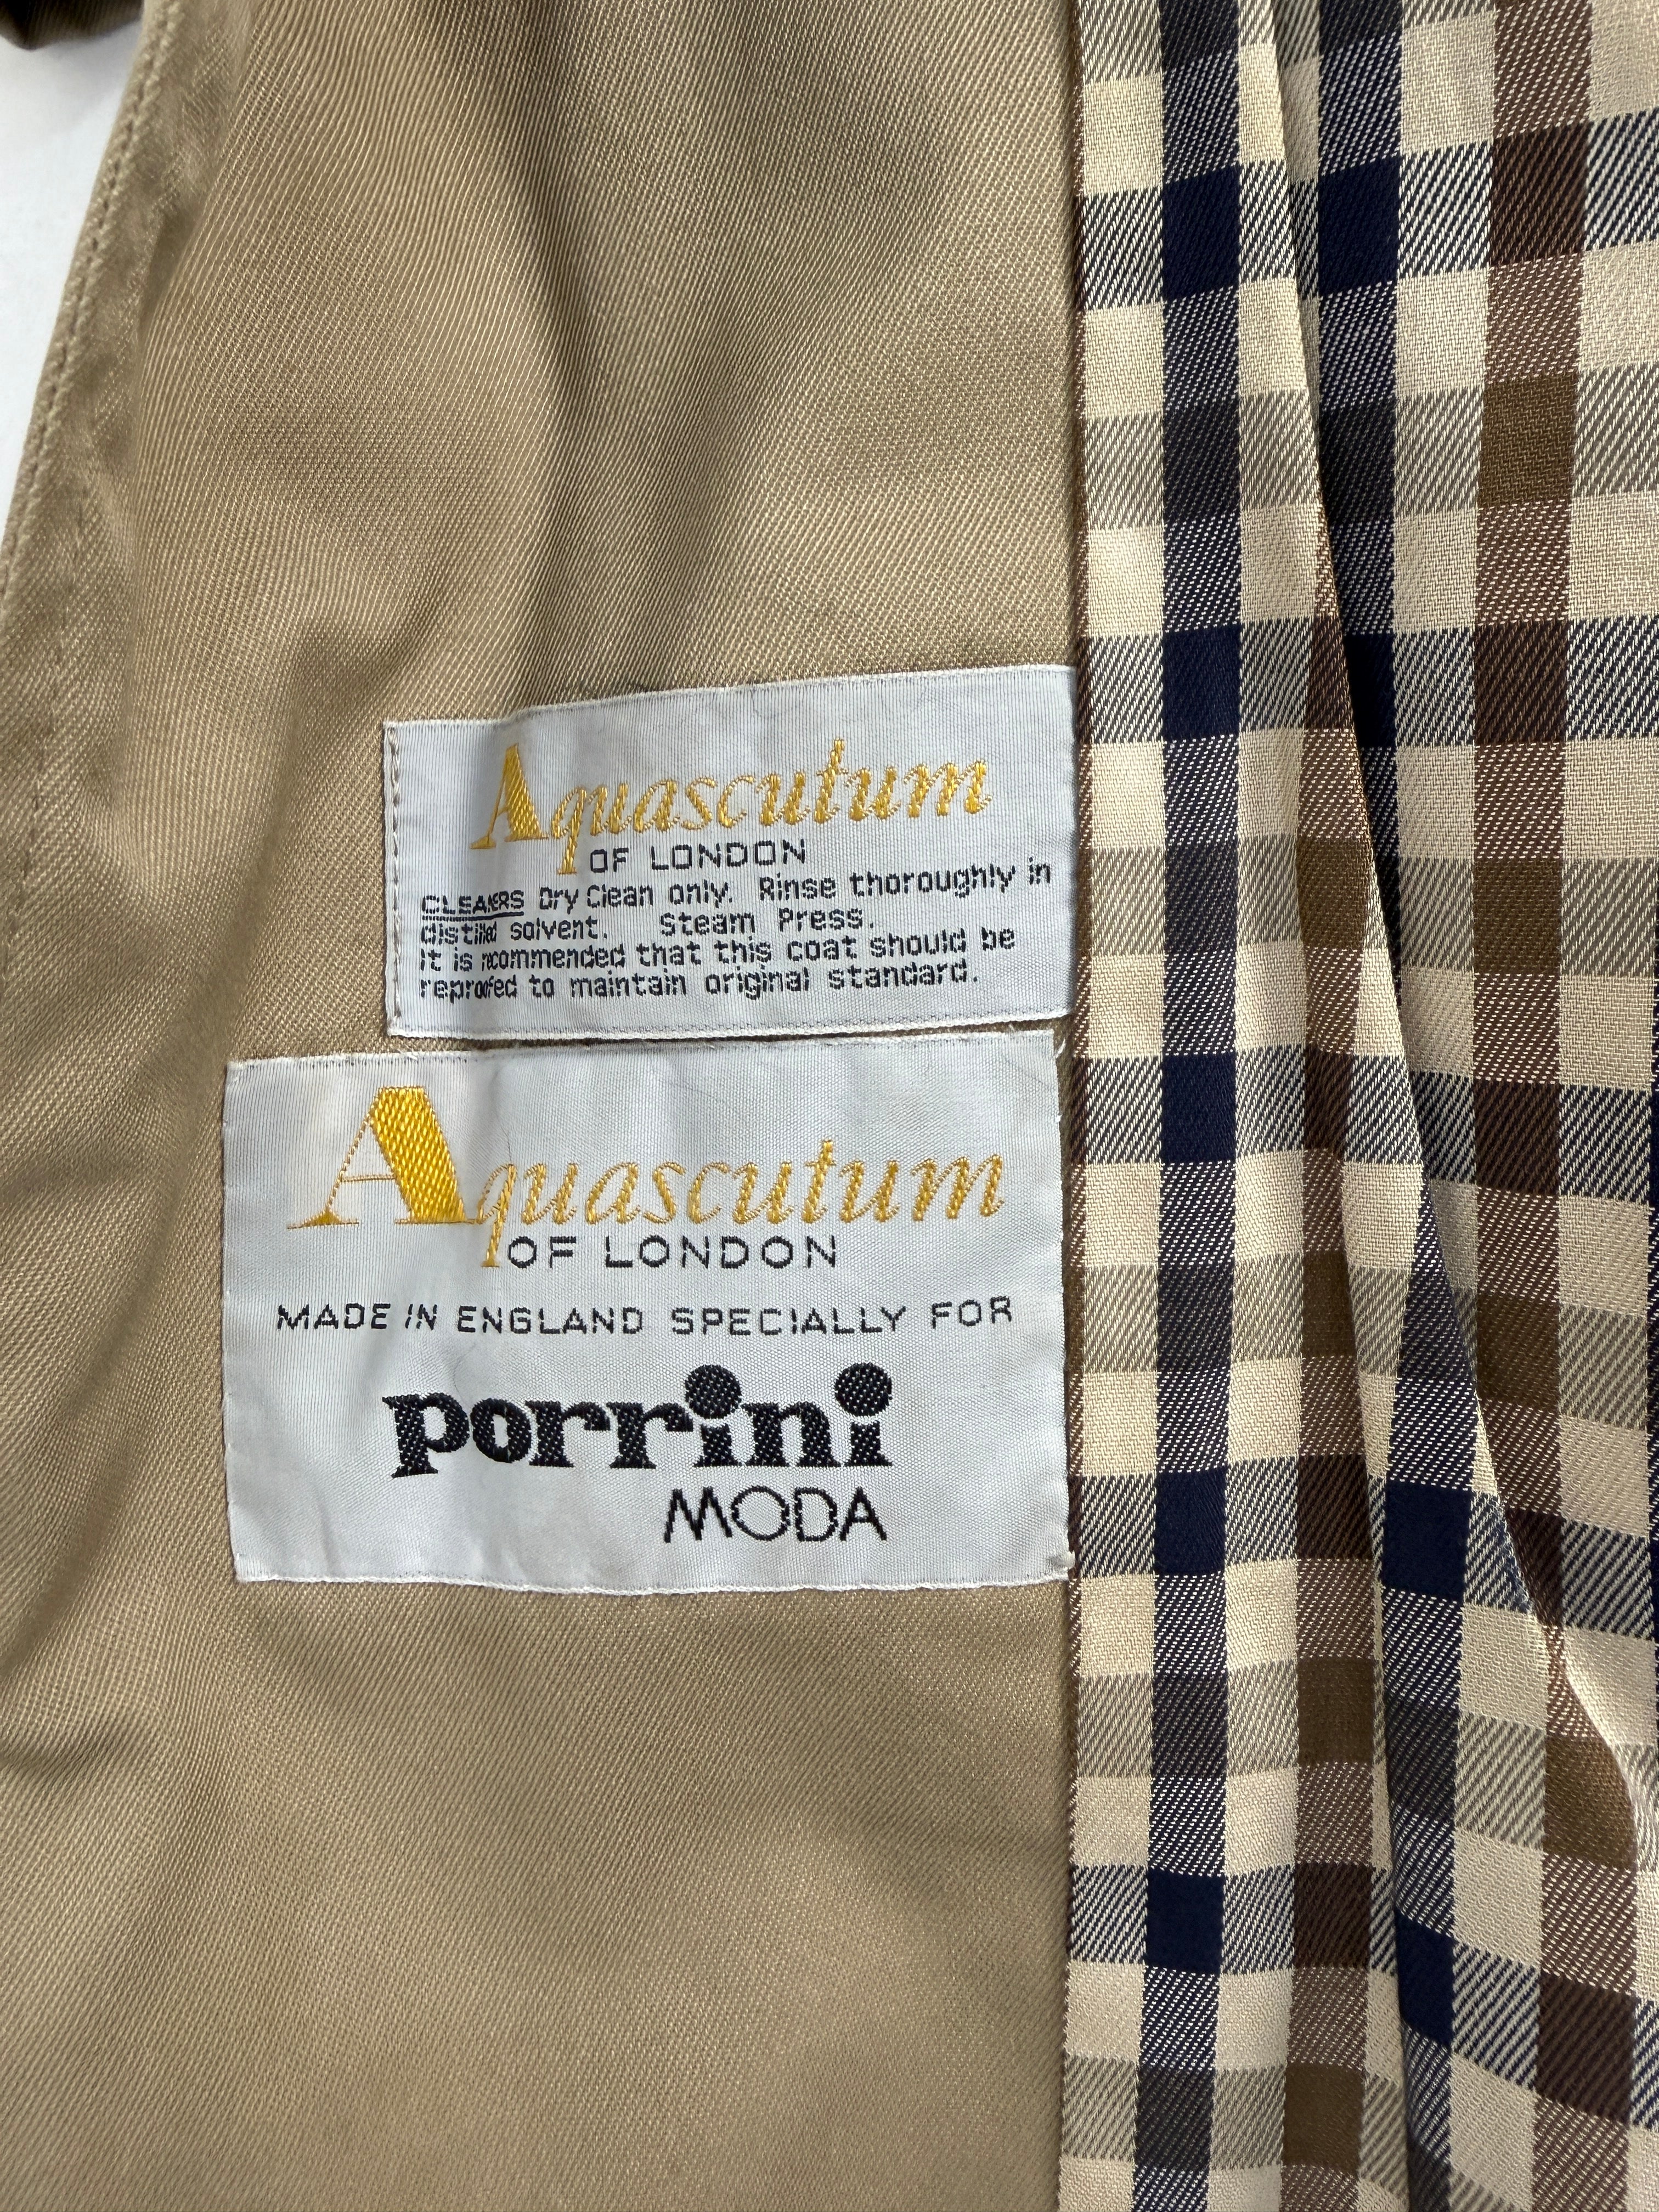 Aquascutum
OF LONDON
CLEANERS Dry Clean only. Rinse thoroughly in
distilled solvent. Steam Press.
It is recommended that this coat should be
reproofed to maintain original standard.
Aquascutum
OF LONDON
MADE IN ENGLAND SPECIALLY FOR
porrini
MODA